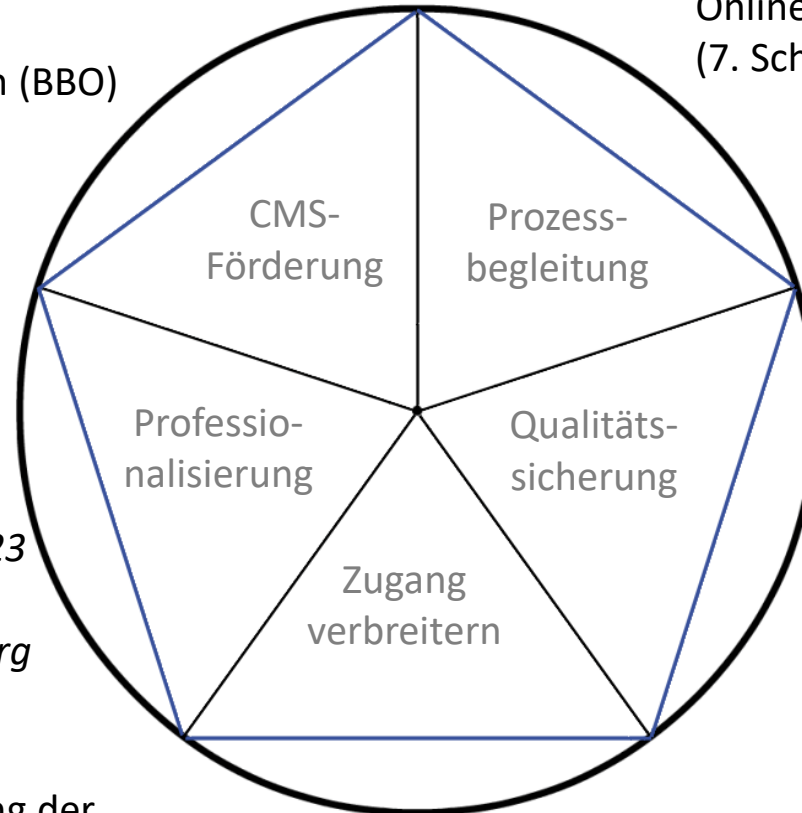 Online
(7. Sch
n (BBO)
CMS-
Förderung
Prozess-
begleitung
Professio-
nalisierung
Qualitäts-
sicherung
23
Zugang
verbreitern
rg
ng der